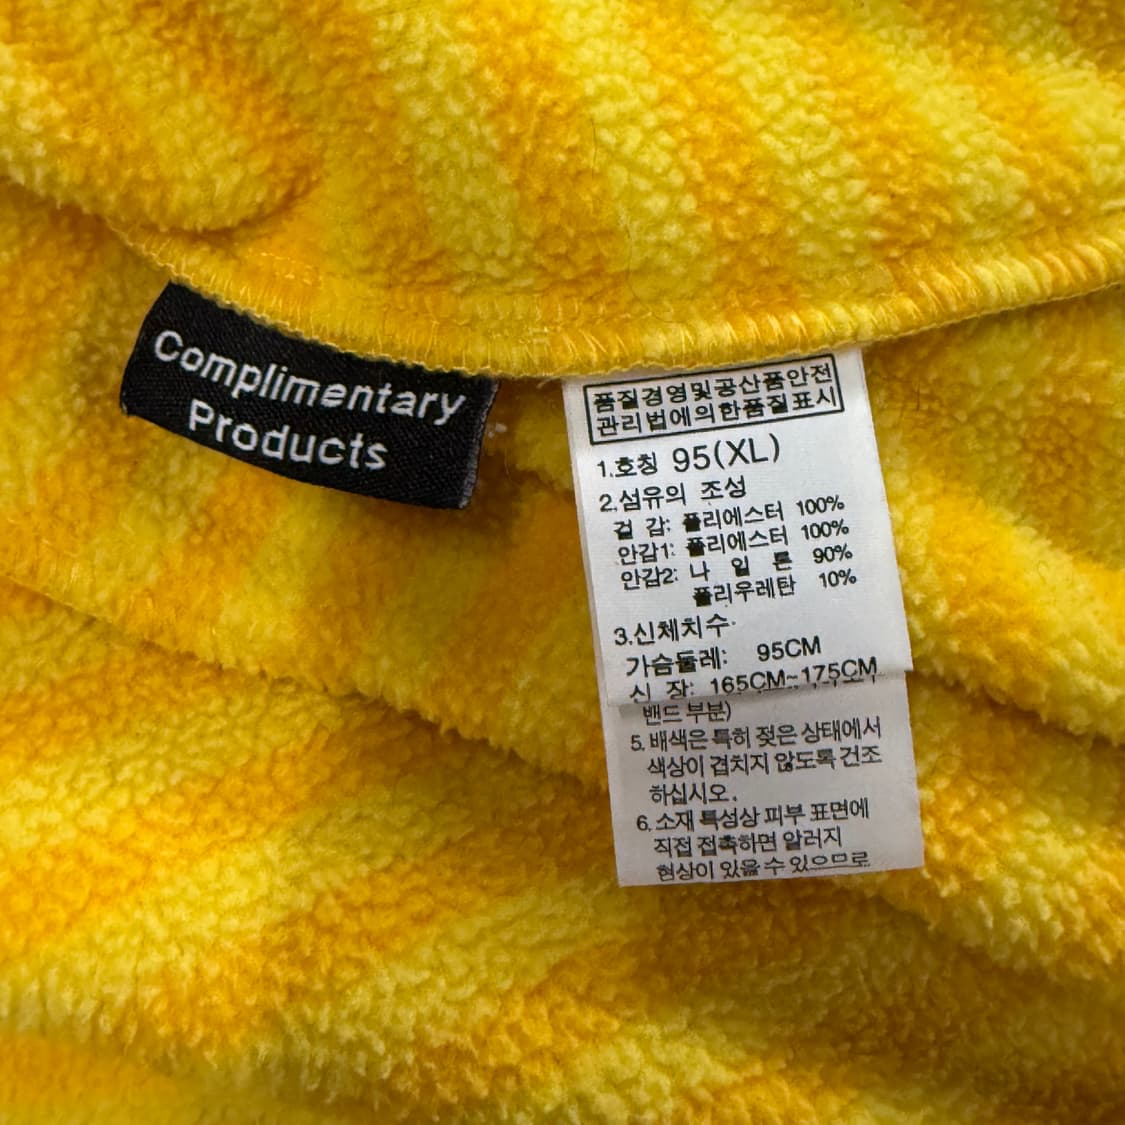 Complimentary
Products
품질경영및공산품안전
관리법에의한품질표시
1.호칭 95(XL)
2.섬유의 조성
겉 감: 폴리에스터 100%
안감1: 폴리에스터 100%
안감2: 나 일 론 90%
폴리우레탄 10%
3.신체치수
가슴둘레: 95CM
신 장: 165CM~175CM
밴드 부분)
5. 배색은 특히 젖은 상태에서
색상이 겹치지 않도록 건조
하십시오.
6. 소재 특성상 피부 표면에
직접 접촉하면 알러지
현상이 있을 수 있으므로